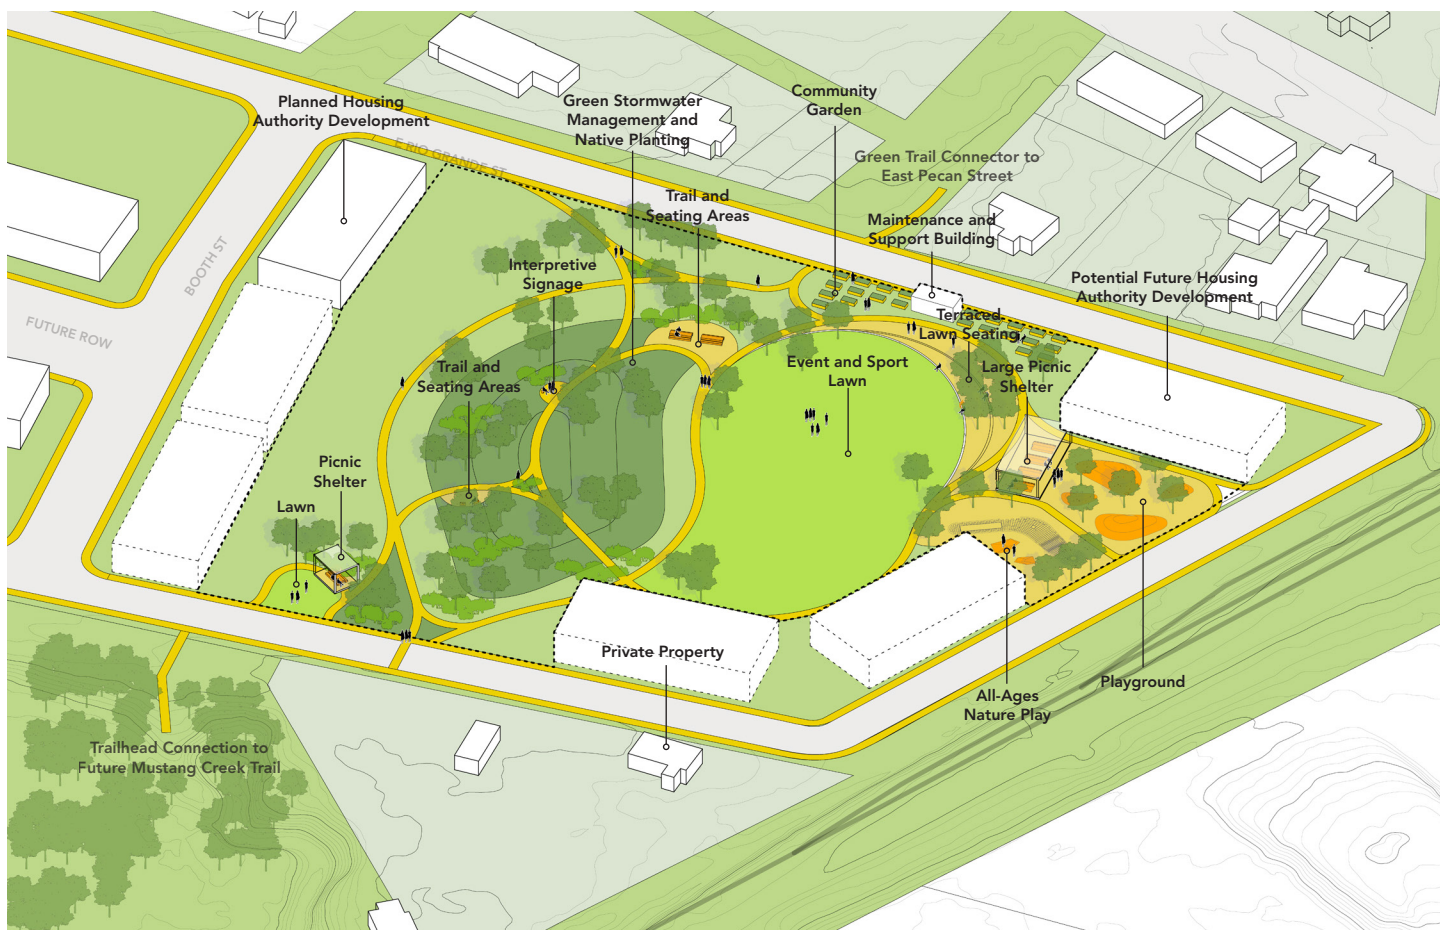 Planned Housing
Authority Development
Green Stormwater
Management and
Native Planting
Community
Garden
E RIO GRANDE ST
Green Trail Connector to
East Pecan Street
Trail and
Seating Areas
Maintenance and
Support Building
BOOTH ST
Interpretive
Signage
Potential Future Housing
Authority Development
FUTURE ROW
Terraced
Lawn Seating
Trail and
Seating Areas
Event and Sport
Lawn
Large Picnic
Shelter
Picnic
Shelter
Lawn
Private Property
All-Ages
Nature Play
Playground
Trailhead Connection to
Future Mustang Creek Trail